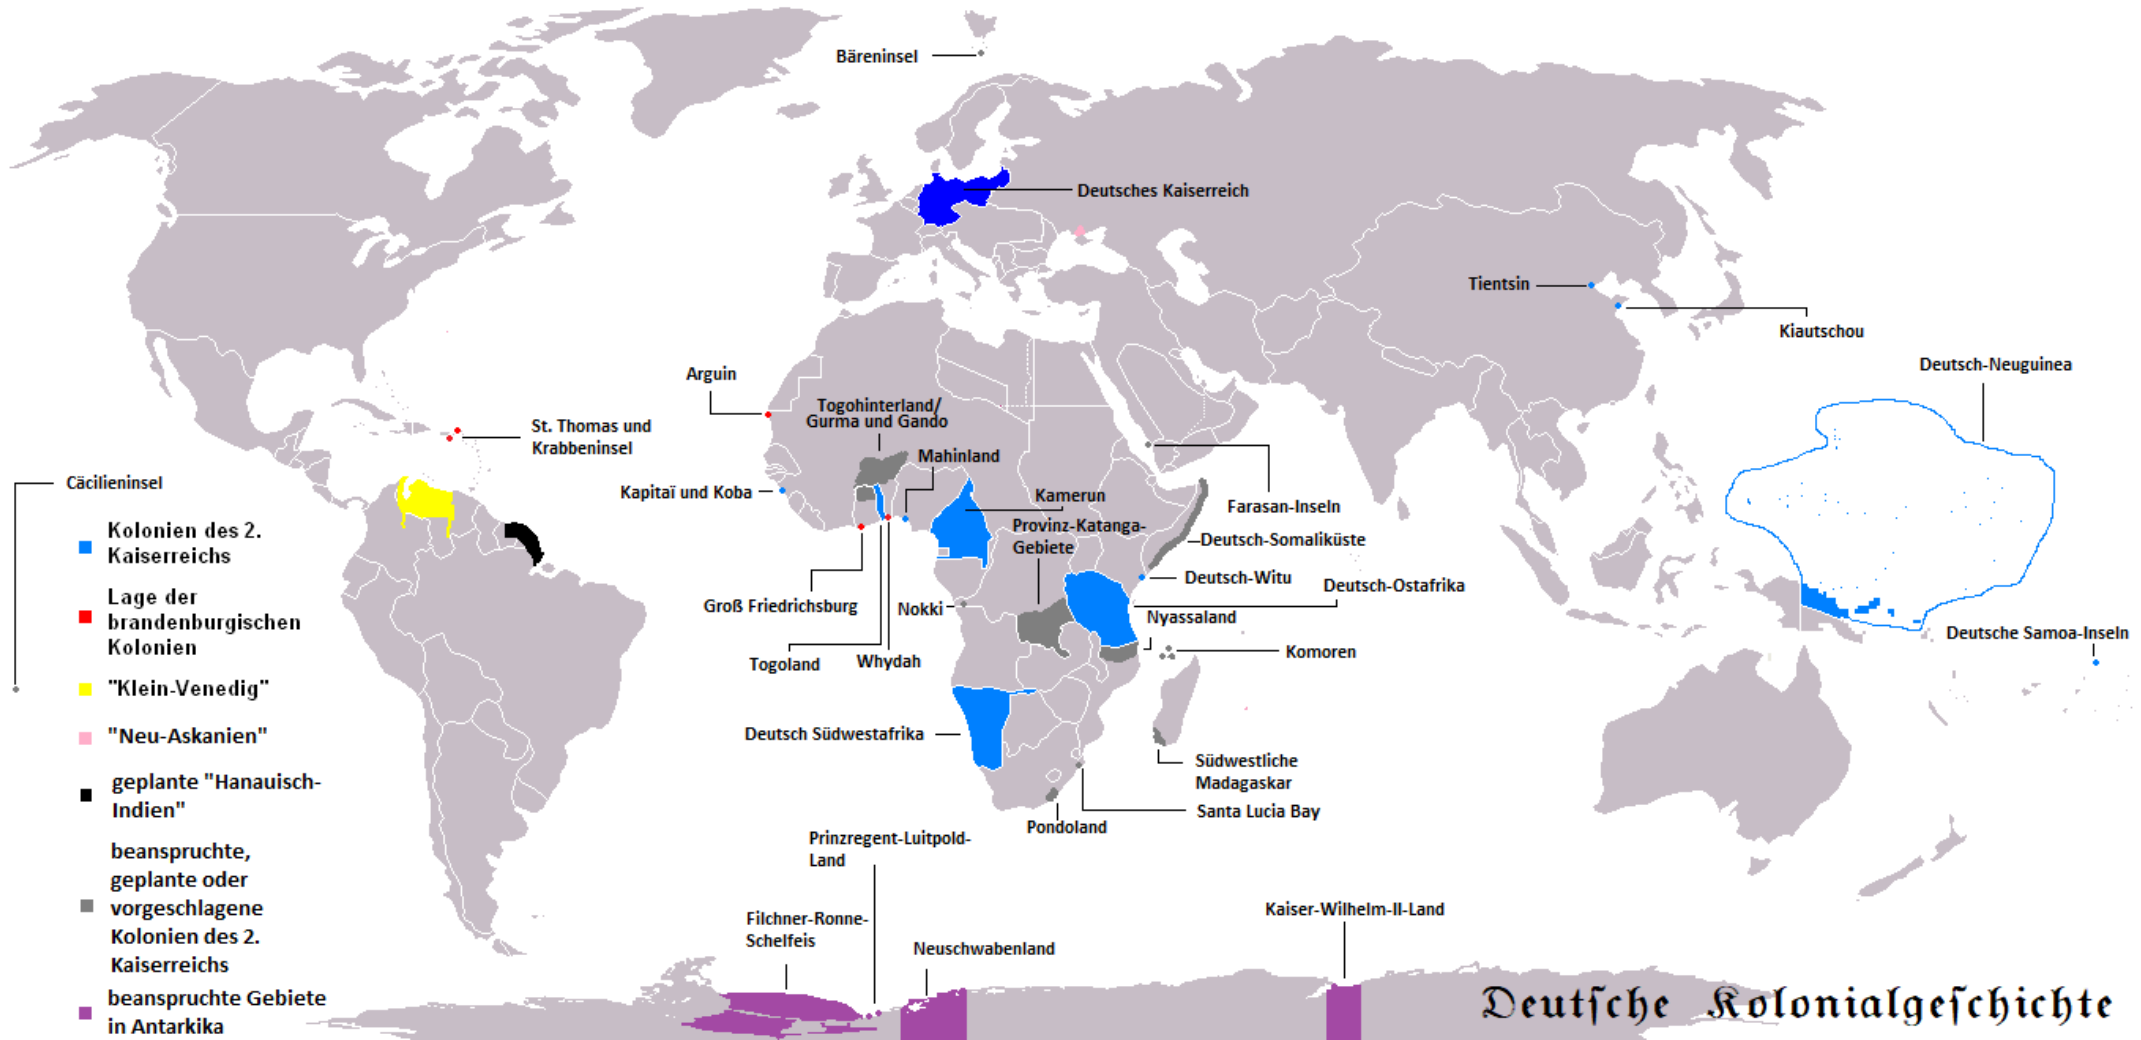 Bäreninsel
Deutsches Kaiserreich
Tientsin
Kiautschou
Deutsch-Neuguinea
Arguin
Togohinterland/
Gurma und Gando
St. Thomas und
Krabbeninsel
Mahinland
Cäcilieninsel
Kapitaï und Koba
Kamerun
Farasan-Inseln
Provinz-Katanga-
Gebiete
Deutsch-Somaliküste
Deutsch-Witu
Deutsch-Ostafrika
Groß Friedrichsburg
Nokki
Nyassaland
Deutsche Samoa-Inseln
Togoland
Whydah
Komoren
Deutsch Südwestafrika
Südwestliche
Madagaskar
Santa Lucia Bay
Pondoland
Prinzregent-Luitpold-
Land
Filchner-Ronne-
Schelfeis
Neuschwabenland
Kaiser-Wilhelm-II-Land
Kolonien des 2.
Kaiserreichs
Lage der
brandenburgischen
Kolonien
"Klein-Venedig"
"Neu-Askanien"
geplante "Hanauisch-
Indien"
beanspruchte,
geplante oder
vorgeschlagene
Kolonien des 2.
Kaiserreichs
beanspruchte Gebiete
in Antarkika
Deutſche Kolonialgeſchichte